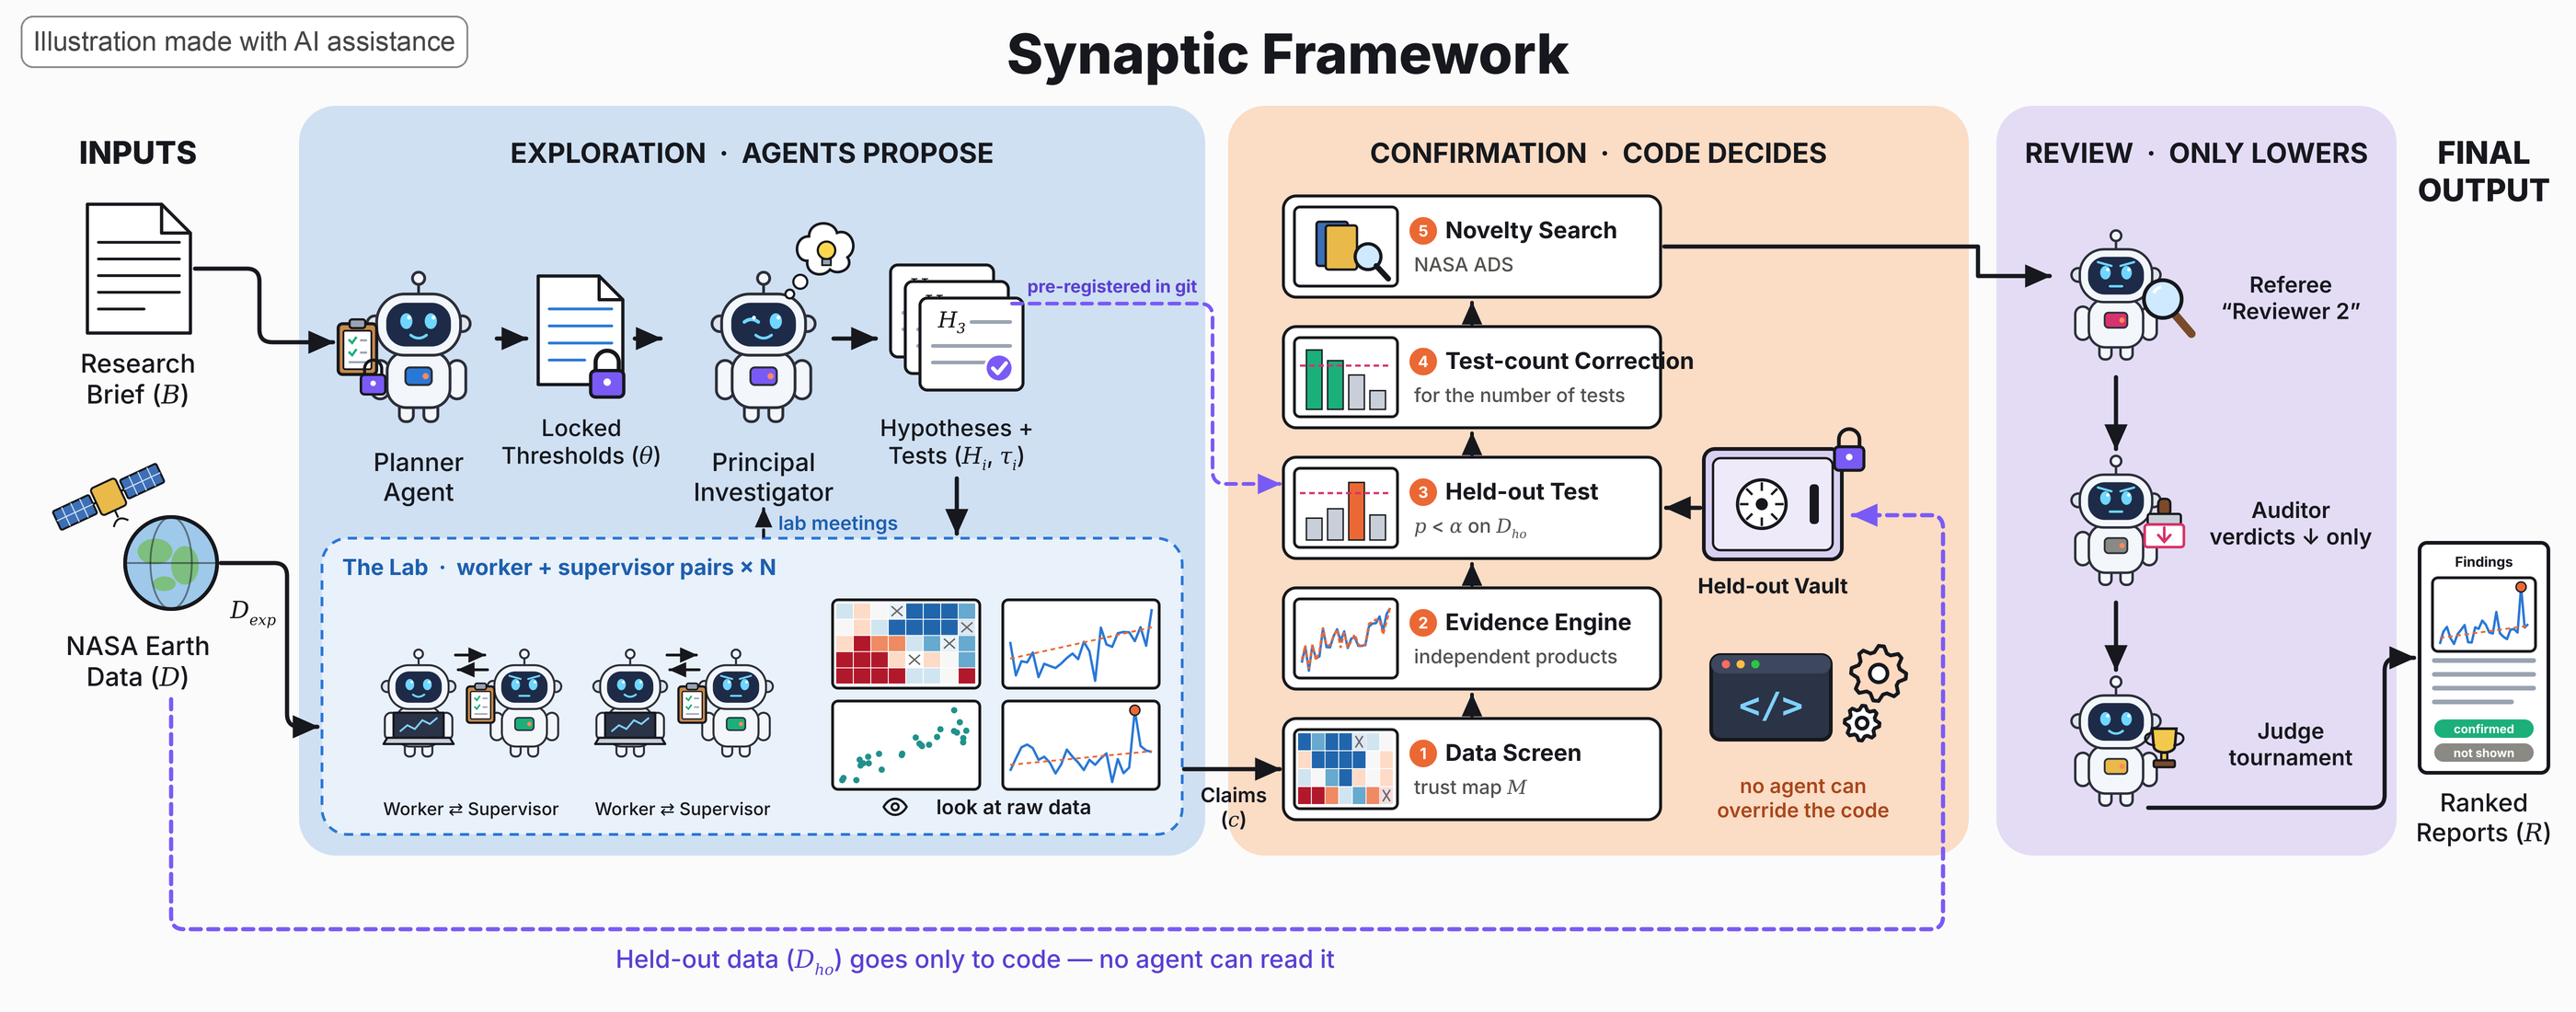 Illustration made with AI assistance
Synaptic Framework
INPUTS
Research
Brief (B)
NASA Earth
Data (D)
D_exp
EXPLORATION · AGENTS PROPOSE
Planner
Agent
Locked
Thresholds (θ)
Principal
Investigator
H₃
Hypotheses +
Tests (Hᵢ, τᵢ)
pre-registered in git
lab meetings
The Lab · worker + supervisor pairs × N
Worker ⇄ Supervisor
Worker ⇄ Supervisor
look at raw data
Claims
(c)
CONFIRMATION · CODE DECIDES
5 Novelty Search
NASA ADS
4 Test-count Correction
for the number of tests
3 Held-out Test
p < α on D_ho
2 Evidence Engine
independent products
1 Data Screen
trust map M
Held-out Vault
</>
no agent can
override the code
REVIEW · ONLY LOWERS
Referee
“Reviewer 2”
Auditor
verdicts ↓ only
Judge
tournament
FINAL
OUTPUT
Findings
confirmed
not shown
Ranked
Reports (R)
Held-out data (D_ho) goes only to code — no agent can read it